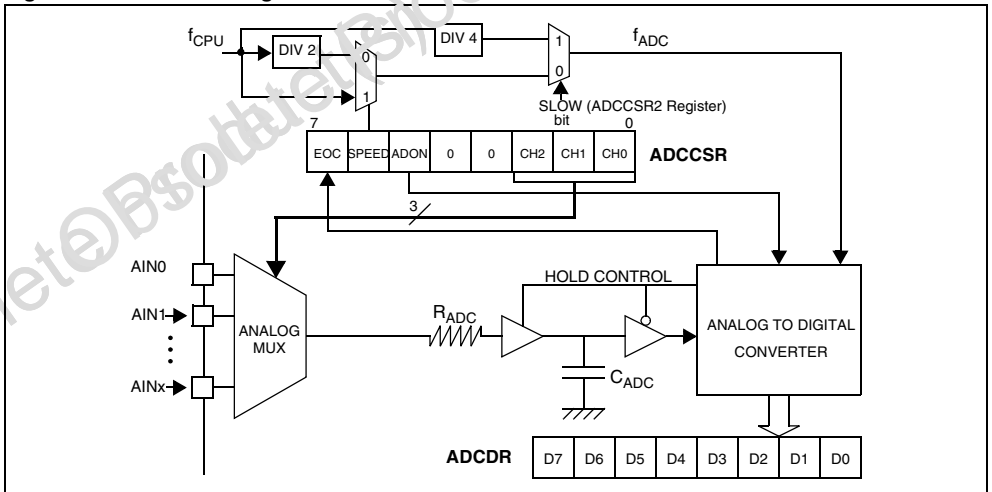 f_CPU
DIV 2
DIV 4
0
1
1
0
f_ADC
SLOW (ADCCSR2 Register)
bit
7
0
EOC SPEED ADON 0 0 CH2 CH1 CH0
ADCCSR
3
HOLD CONTROL
AIN0
AIN1
AINx
ANALOG
MUX
R_ADC
C_ADC
ANALOG TO DIGITAL
CONVERTER
ADCDR
D7 D6 D5 D4 D3 D2 D1 D0